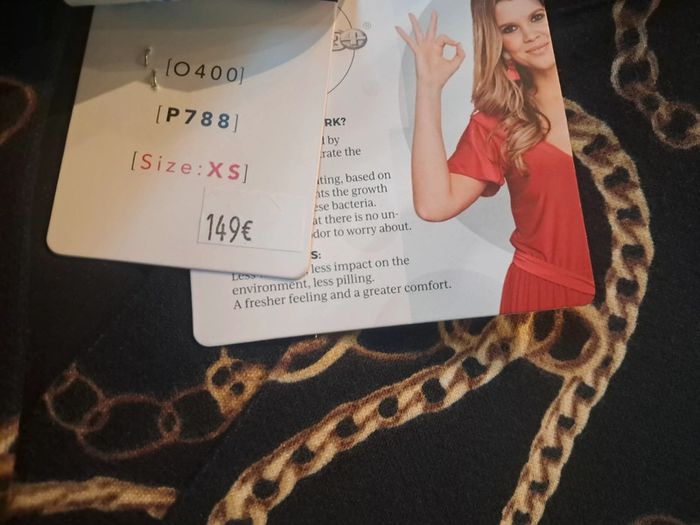 [O400]
[P788]
[Size:XS]
149€
®
RK?
by
rate the
ting, based on
nts the growth
ese bacteria.
at there is no un-
dor to worry about.
S:
less impact on the
environment, less pilling.
A fresher feeling and a greater comfort.